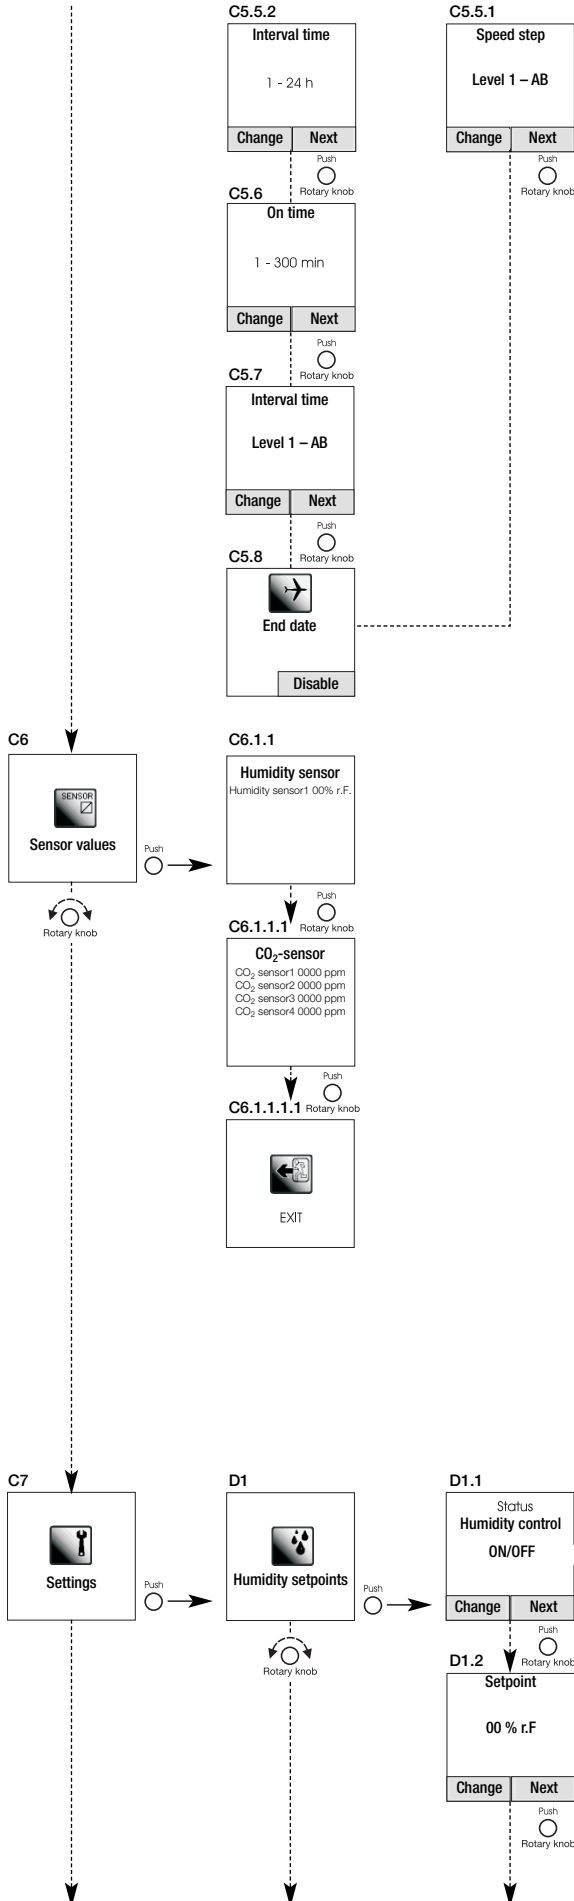 C5.5.2
Interval time
1 - 24 h
Change Next
Push
Rotary knob
C5.5.1
Speed step
Level 1 – AB
Change Next
Push
Rotary knob
C5.6
On time
1 - 300 min
Change Next
Push
Rotary knob
C5.7
Interval time
Level 1 – AB
Change Next
Push
Rotary knob
C5.8
End date
Disable
C6
SENSOR
Sensor values
Push
Rotary knob
C6.1.1
Humidity sensor
Humidity sensor1 00% r.F.
Push
Rotary knob
C6.1.1.1
CO₂-sensor
CO₂ sensor1 0000 ppm
CO₂ sensor2 0000 ppm
CO₂ sensor3 0000 ppm
CO₂ sensor4 0000 ppm
Push
Rotary knob
C6.1.1.1.1
EXIT
C7
Settings
Push
D1
Humidity setpoints
Push
Rotary knob
D1.1
Status
Humidity control
ON/OFF
Change Next
Push
Rotary knob
D1.2
Setpoint
00 % r.F
Change Next
Push
Rotary knob